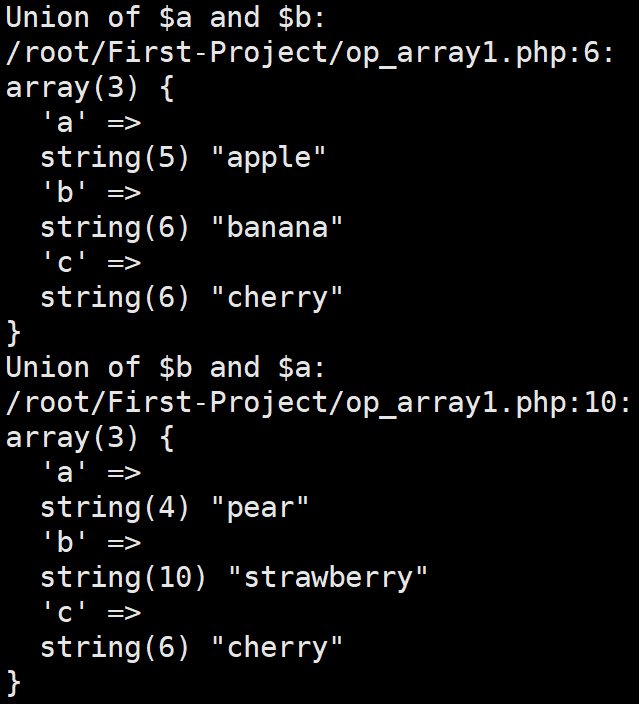 Union of $a and $b:
/root/First-Project/op_array1.php:6:
array(3) {
  'a' =>
  string(5) "apple"
  'b' =>
  string(6) "banana"
  'c' =>
  string(6) "cherry"
}
Union of $b and $a:
/root/First-Project/op_array1.php:10:
array(3) {
  'a' =>
  string(4) "pear"
  'b' =>
  string(10) "strawberry"
  'c' =>
  string(6) "cherry"
}